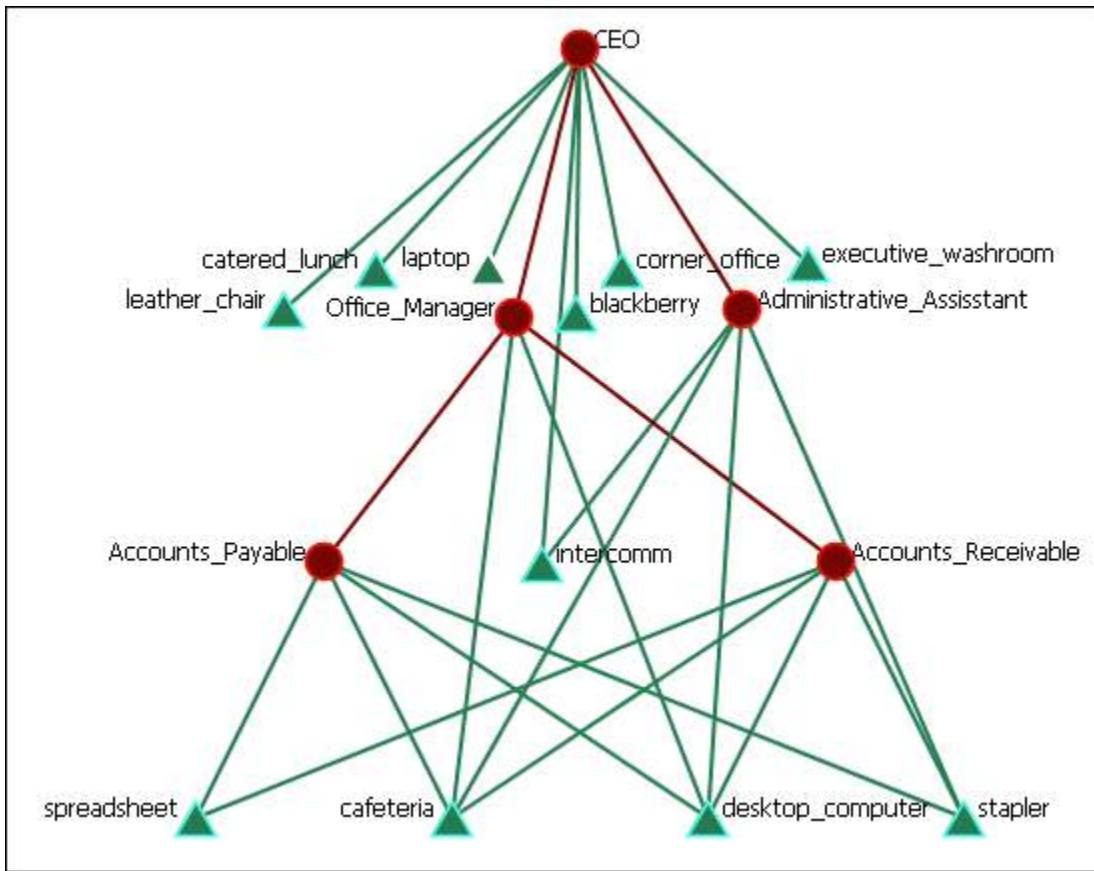 CEO
catered_lunch
laptop
corner_office
executive_washroom
leather_chair
Office_Manager
blackberry
Administrative_Assisstant
Accounts_Payable
intercomm
Accounts_Receivable
spreadsheet
cafeteria
desktop_computer
stapler